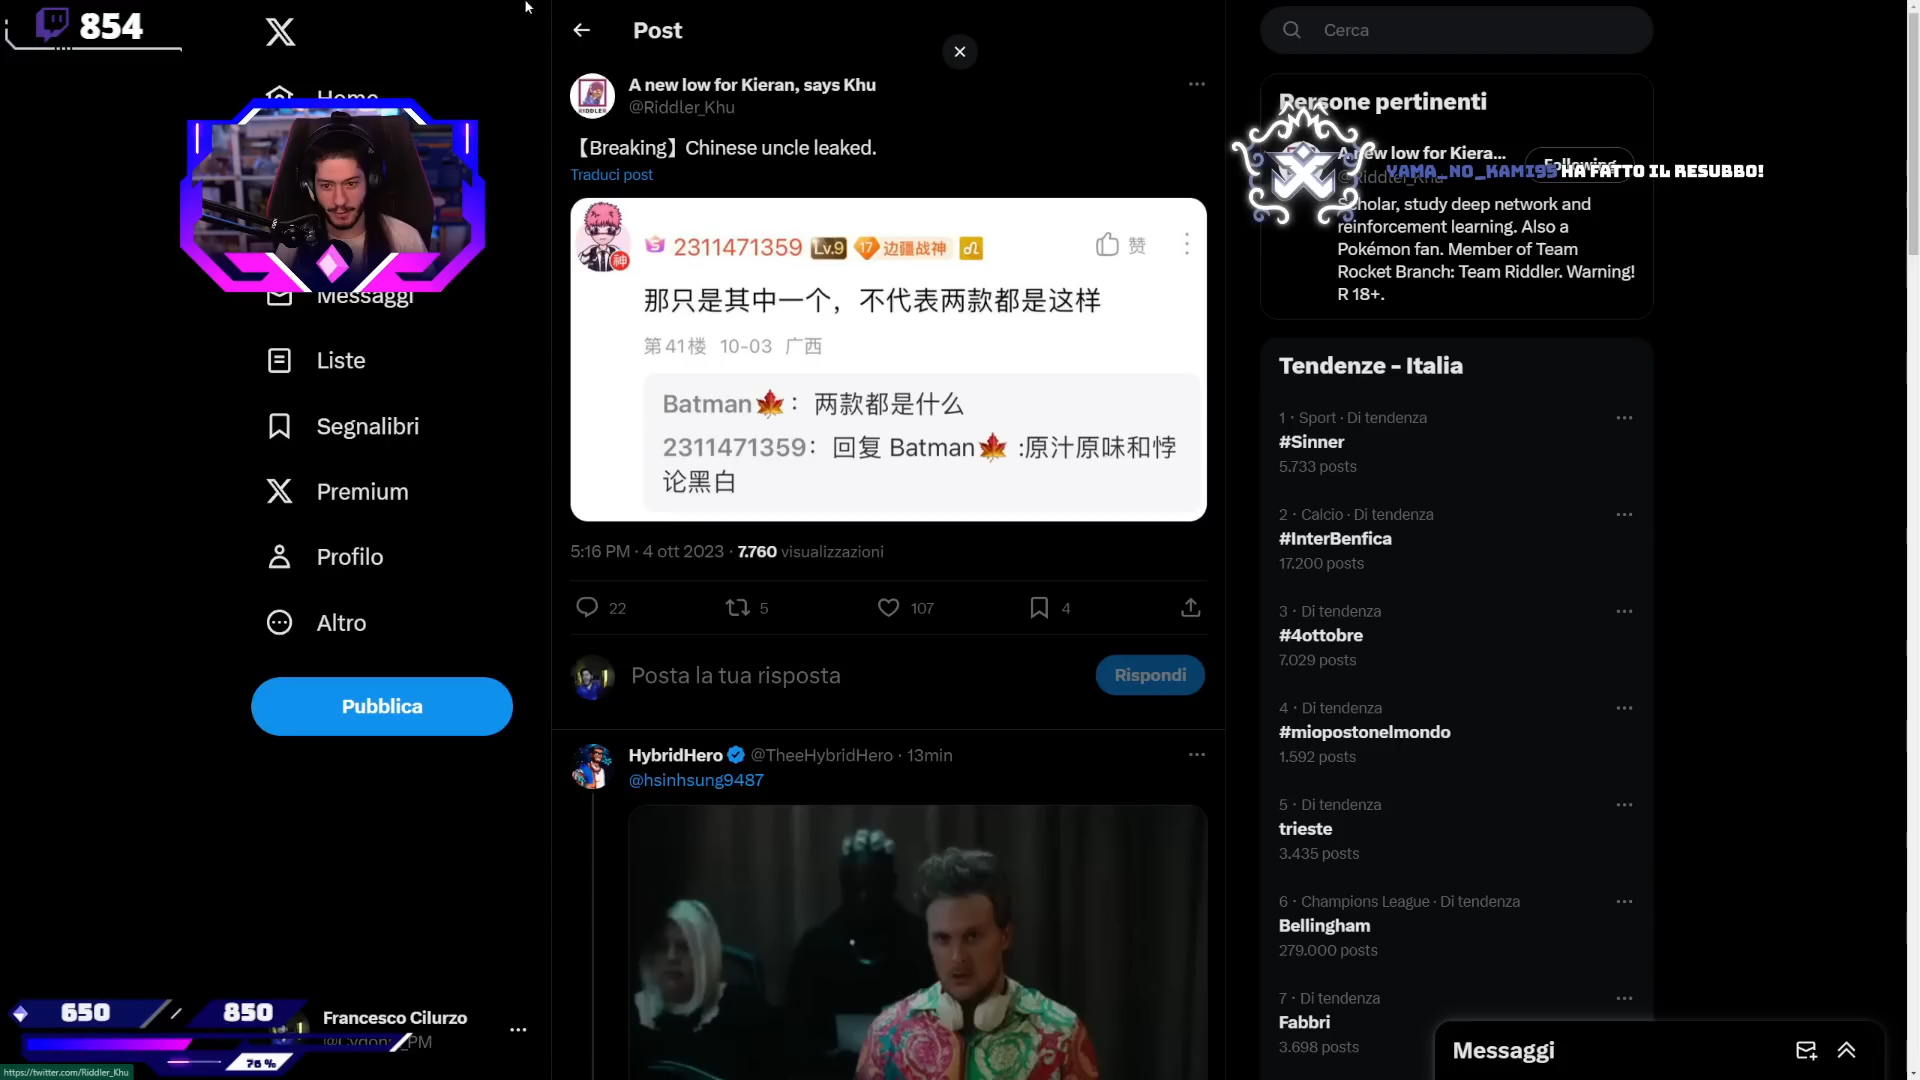 854
Home
Messaggi
Liste
Segnalibri
Premium
Profilo
Altro
Pubblica
650 / 850
76 %
Francesco Cilurzo
https://twitter.com/Riddler_Khu
Post
A new low for Kieran, says Khu
@Riddler_Khu
【Breaking】Chinese uncle leaked.
Traduci post
RIDDLER
神
2311471359 Lv.9 17 边疆战神
赞
那只是其中一个，不代表两款都是这样
第41楼 10-03 广西
Batman🍁：两款都是什么
2311471359：回复 Batman🍁 :原汁原味和悖
论黑白
5:16 PM · 4 ott 2023 · 7.760 visualizzazioni
22
5
107
4
Posta la tua risposta
Rispondi
HybridHero @TheeHybridHero · 13min
@hsinhsung9487
Cerca
Persone pertinenti
A new low for Kiera...
Following
@Riddler_Khu
YAMA_NO_KAMI95 HA FATTO IL RESUBBO!
Scholar, study deep network and
reinforcement learning. Also a
Pokémon fan. Member of Team
Rocket Branch: Team Riddler. Warning!
R 18+.
Tendenze – Italia
1 · Sport · Di tendenza
#Sinner
5.733 posts
2 · Calcio · Di tendenza
#InterBenfica
17.200 posts
3 · Di tendenza
#4ottobre
7.029 posts
4 · Di tendenza
#miopostonelmondo
1.592 posts
5 · Di tendenza
trieste
3.435 posts
6 · Champions League · Di tendenza
Bellingham
279.000 posts
7 · Di tendenza
Fabbri
3.698 posts
Messaggi